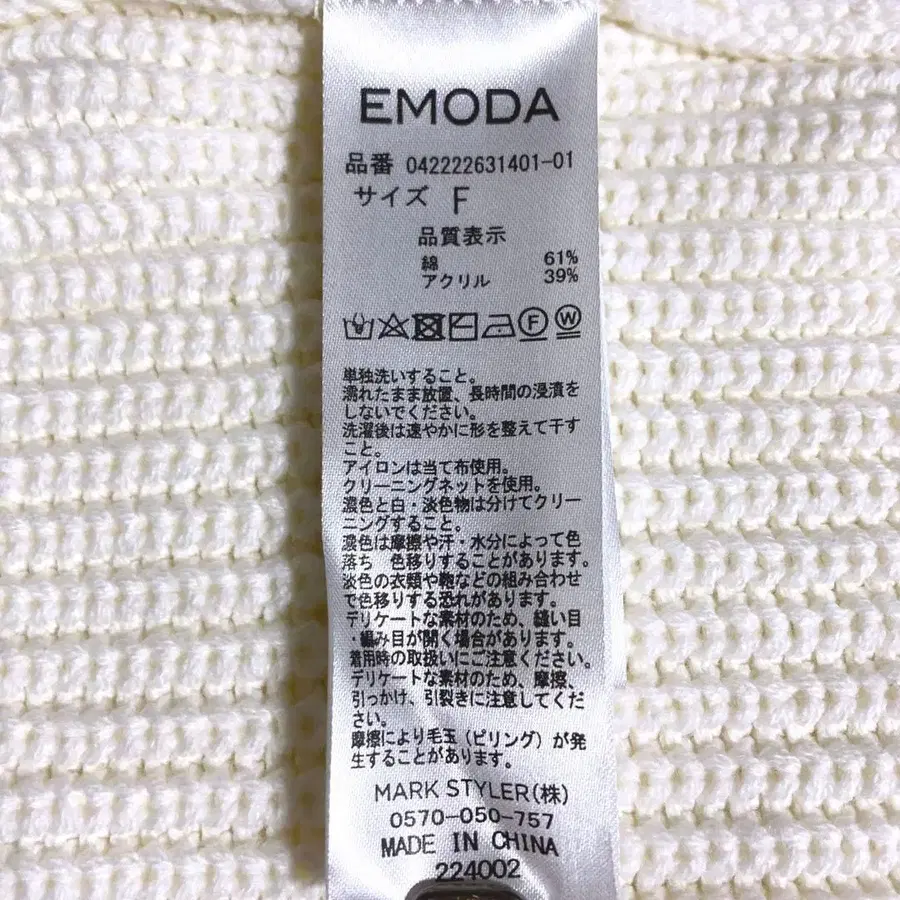 EMODA
品番 042222631401-01
サイズ F
品質表示
綿 61%
アクリル 39%
F W
単独洗いすること。
濡れたまま放置、長時間の浸漬を
しないでください。
洗濯後は速やかに形を整えて干す
こと。
アイロンは当て布使用。
クリーニングネットを使用。
濃色と白・淡色物は分けてクリー
ニングすること。
濃色は摩擦や汗・水分によって色
落ち 色移りすることがあります。
淡色の衣類や鞄などの組み合わせ
で色移りする恐れがあります。
デリケートな素材のため、縫い目
・編み目が開く場合があります。
着用時の取扱いにご注意ください。
デリケートな素材のため、摩擦、
引っかけ、引裂きに注意してくだ
さい。
摩擦により毛玉（ピリング）が発
生することがあります。
MARK STYLER(株)
0570-050-757
MADE IN CHINA
224002